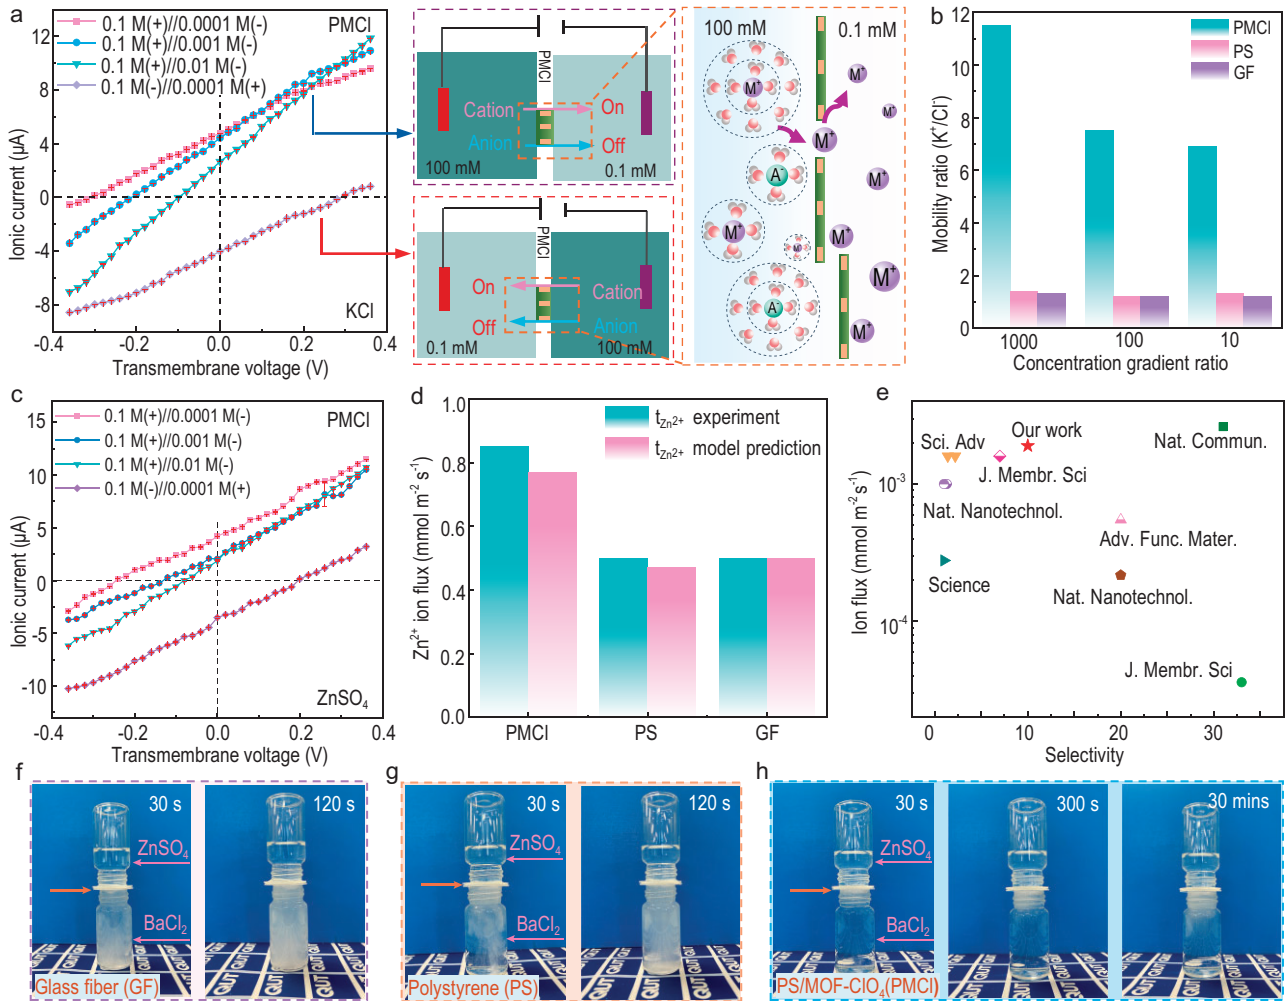 a
0.1 M(+)//0.0001 M(-)
0.1 M(+)//0.001 M(-)
0.1 M(+)//0.01 M(-)
0.1 M(-)//0.0001 M(+)
PMCl
KCl
12
8
4
0
-4
-8
Ionic current (µA)
-0.4
-0.2
0.0
0.2
0.4
Transmembrane voltage (V)
PMCl
Cation
On
Anion
Off
100 mM
0.1 mM
PMCl
On
Cation
Off
Anion
0.1 mM
100 mM
100 mM
0.1 mM
M⁺
M⁺
M⁺
M⁺
A⁻
M⁺
M⁺
M⁺
M⁺
A⁻
M⁺
b
PMCl
PS
GF
12
10
8
6
4
2
0
Mobility ratio (K⁺/Cl⁻)
1000
100
10
Concentration gradient ratio
c
0.1 M(+)//0.0001 M(-)
0.1 M(+)//0.001 M(-)
0.1 M(+)//0.01 M(-)
0.1 M(-)//0.0001 M(+)
PMCl
ZnSO₄
15
10
5
0
-5
-10
Ionic current (µA)
-0.4
-0.2
0.0
0.2
0.4
Transmembrane voltage (V)
d
t_Zn²⁺ experiment
t_Zn²⁺ model prediction
1.0
0.8
0.6
0.4
0.2
0.0
Zn²⁺ ion flux (mmol m⁻² s⁻¹)
PMCl
PS
GF
e
Our work
Nat. Commun.
Sci. Adv
J. Membr. Sci
Nat. Nanotechnol.
Adv. Func. Mater.
Science
Nat. Nanotechnol.
J. Membr. Sci
10⁻³
10⁻⁴
Ion flux (mmol m⁻² s⁻¹)
0
10
20
30
Selectivity
f
30 s
120 s
ZnSO₄
BaCl₂
Glass fiber (GF)
QUT
g
30 s
120 s
ZnSO₄
BaCl₂
Polystyrene (PS)
QUT
h
30 s
300 s
30 mins
ZnSO₄
BaCl₂
PS/MOF-ClO₄(PMCl)
QUT